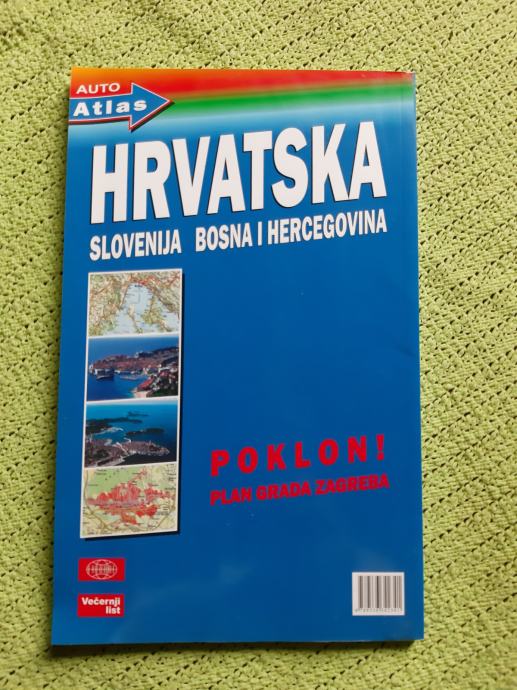 AUTO
Atlas
HRVATSKA
SLOVENIJA BOSNA I HERCEGOVINA
POKLON!
PLAN GRADA ZAGREBA
Večernji
list